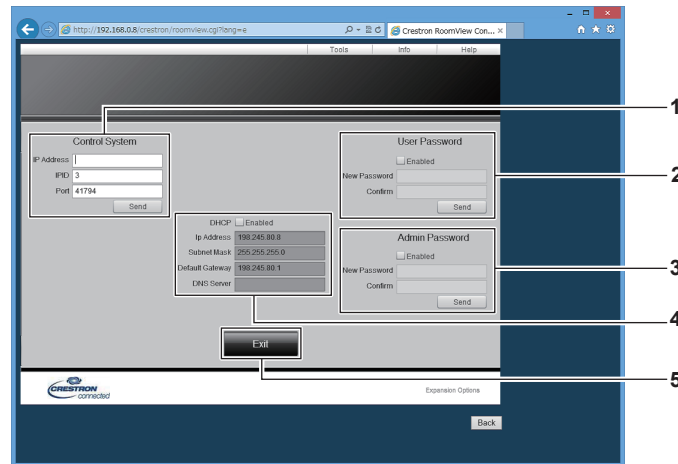 http://192.168.0.8/crestron/roomview.cgi?lang=e
Crestron RoomView Con...
Tools Info Help
1
Control System
IP Address
IPID 3
Port 41794
Send
User Password
Enabled
New Password
Confirm
Send
2
DHCP Enabled
Ip Address 198.245.80.8
Subnet Mask 255.255.255.0
Default Gateway 198.245.80.1
DNS Server
Admin Password
Enabled
New Password
Confirm
Send
3
4
Exit
5
CRESTRON
connected
Expansion Options
Back